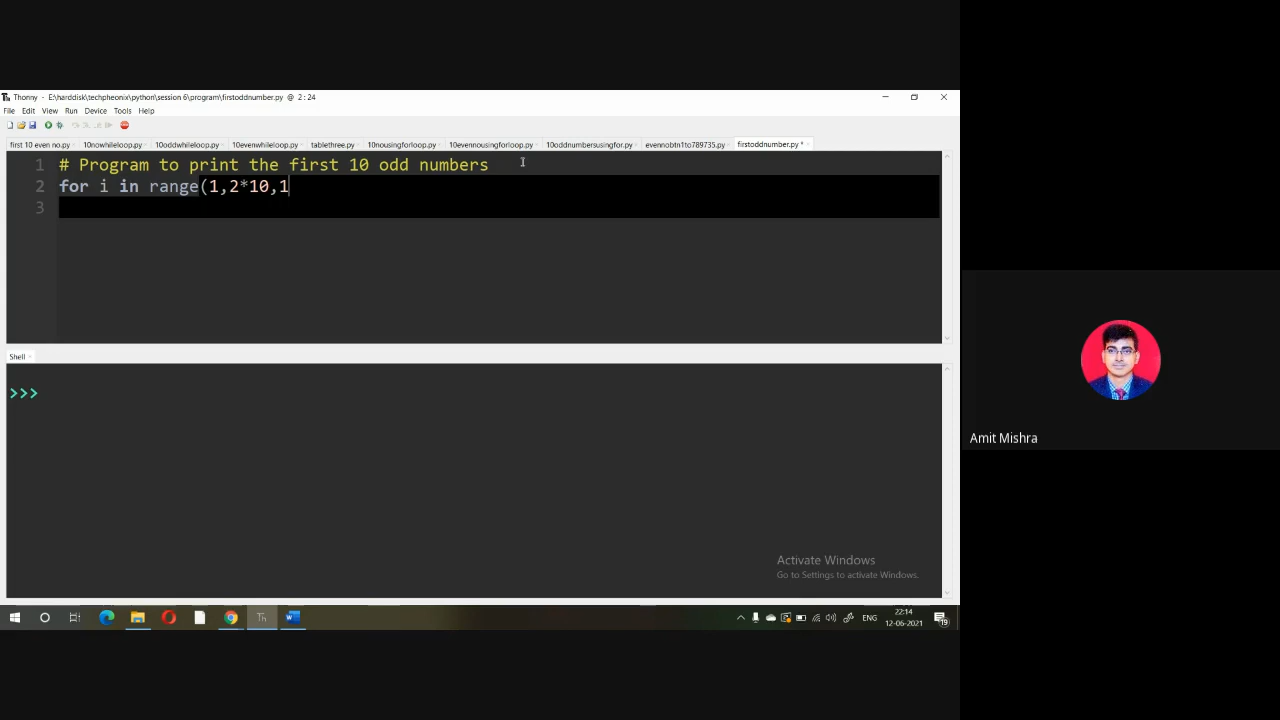 Thonny - E:\harddisk\techpheonix\python\session 6\program\firstoddnumber.py @ 2 : 24
File Edit View Run Device Tools Help
first 10 even no.py 10nowhileloop.py 10oddwhileloop.py 10evenwhileloop.py tablethree.py 10nousingforloop.py 10evennousingforloop.py 10oddnumbersusingfor.py evennobtn1to789735.py firstoddnumber.py *
1 # Program to print the first 10 odd numbers
2 for i in range(1,2*10,1
3
Shell
>>>
Amit Mishra
Activate Windows
Go to Settings to activate Windows.
Th
ENG
22:14
12-06-2021
19